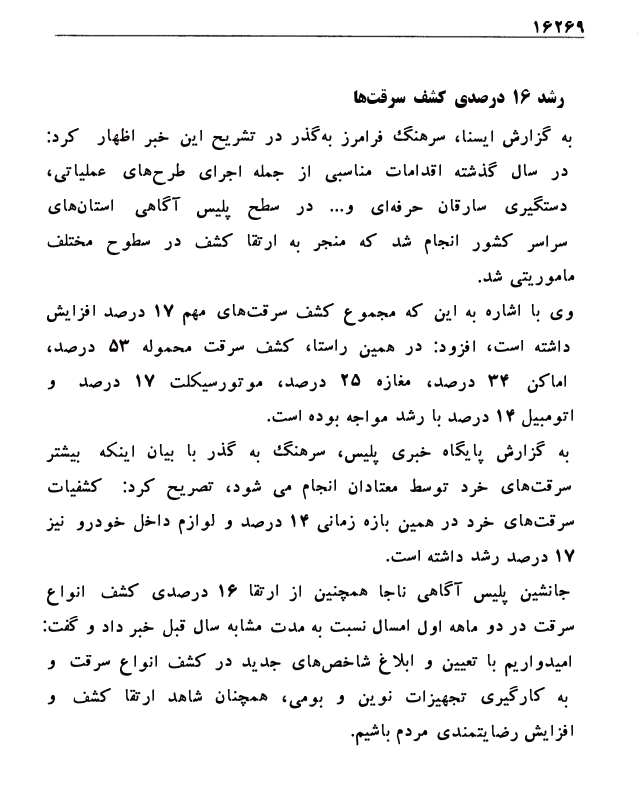 ۱۶۲۶۹
رشد ۱۶ درصدی کشف سرقت‌ها
به گزارش ایسنا، سرهنگ فرامرز به‌گذر در تشریح این خبر اظهار کرد:
در سال گذشته اقدامات مناسبی از جمله اجرای طرح‌های عملیاتی،
دستگیری سارقان حرفه‌ای و... در سطح پلیس آگاهی استان‌های
سراسر کشور انجام شد که منجر به ارتقا کشف در سطوح مختلف
ماموریتی شد.
وی با اشاره به این که مجموع کشف سرقت‌های مهم ۱۷ درصد افزایش
داشته است، افزود: در همین راستا، کشف سرقت محموله ۵۳ درصد،
اماکن ۳۴ درصد، مغازه ۲۵ درصد، موتورسیکلت ۱۷ درصد و
اتومبیل ۱۴ درصد با رشد مواجه بوده است.
به گزارش پایگاه خبری پلیس، سرهنگ به گذر با بیان اینکه بیشتر
سرقت‌های خرد توسط معتادان انجام می شود، تصریح کرد: کشفیات
سرقت‌های خرد در همین بازه زمانی ۱۴ درصد و لوازم داخل خودرو نیز
۱۷ درصد رشد داشته است.
جانشین پلیس آگاهی ناجا همچنین از ارتقا ۱۶ درصدی کشف انواع
سرقت در دو ماهه اول امسال نسبت به مدت مشابه سال قبل خبر داد و گفت:
امیدواریم با تعیین و ابلاغ شاخص‌های جدید در کشف انواع سرقت و
به کارگیری تجهیزات نوین و بومی، همچنان شاهد ارتقا کشف و
افزایش رضایتمندی مردم باشیم.